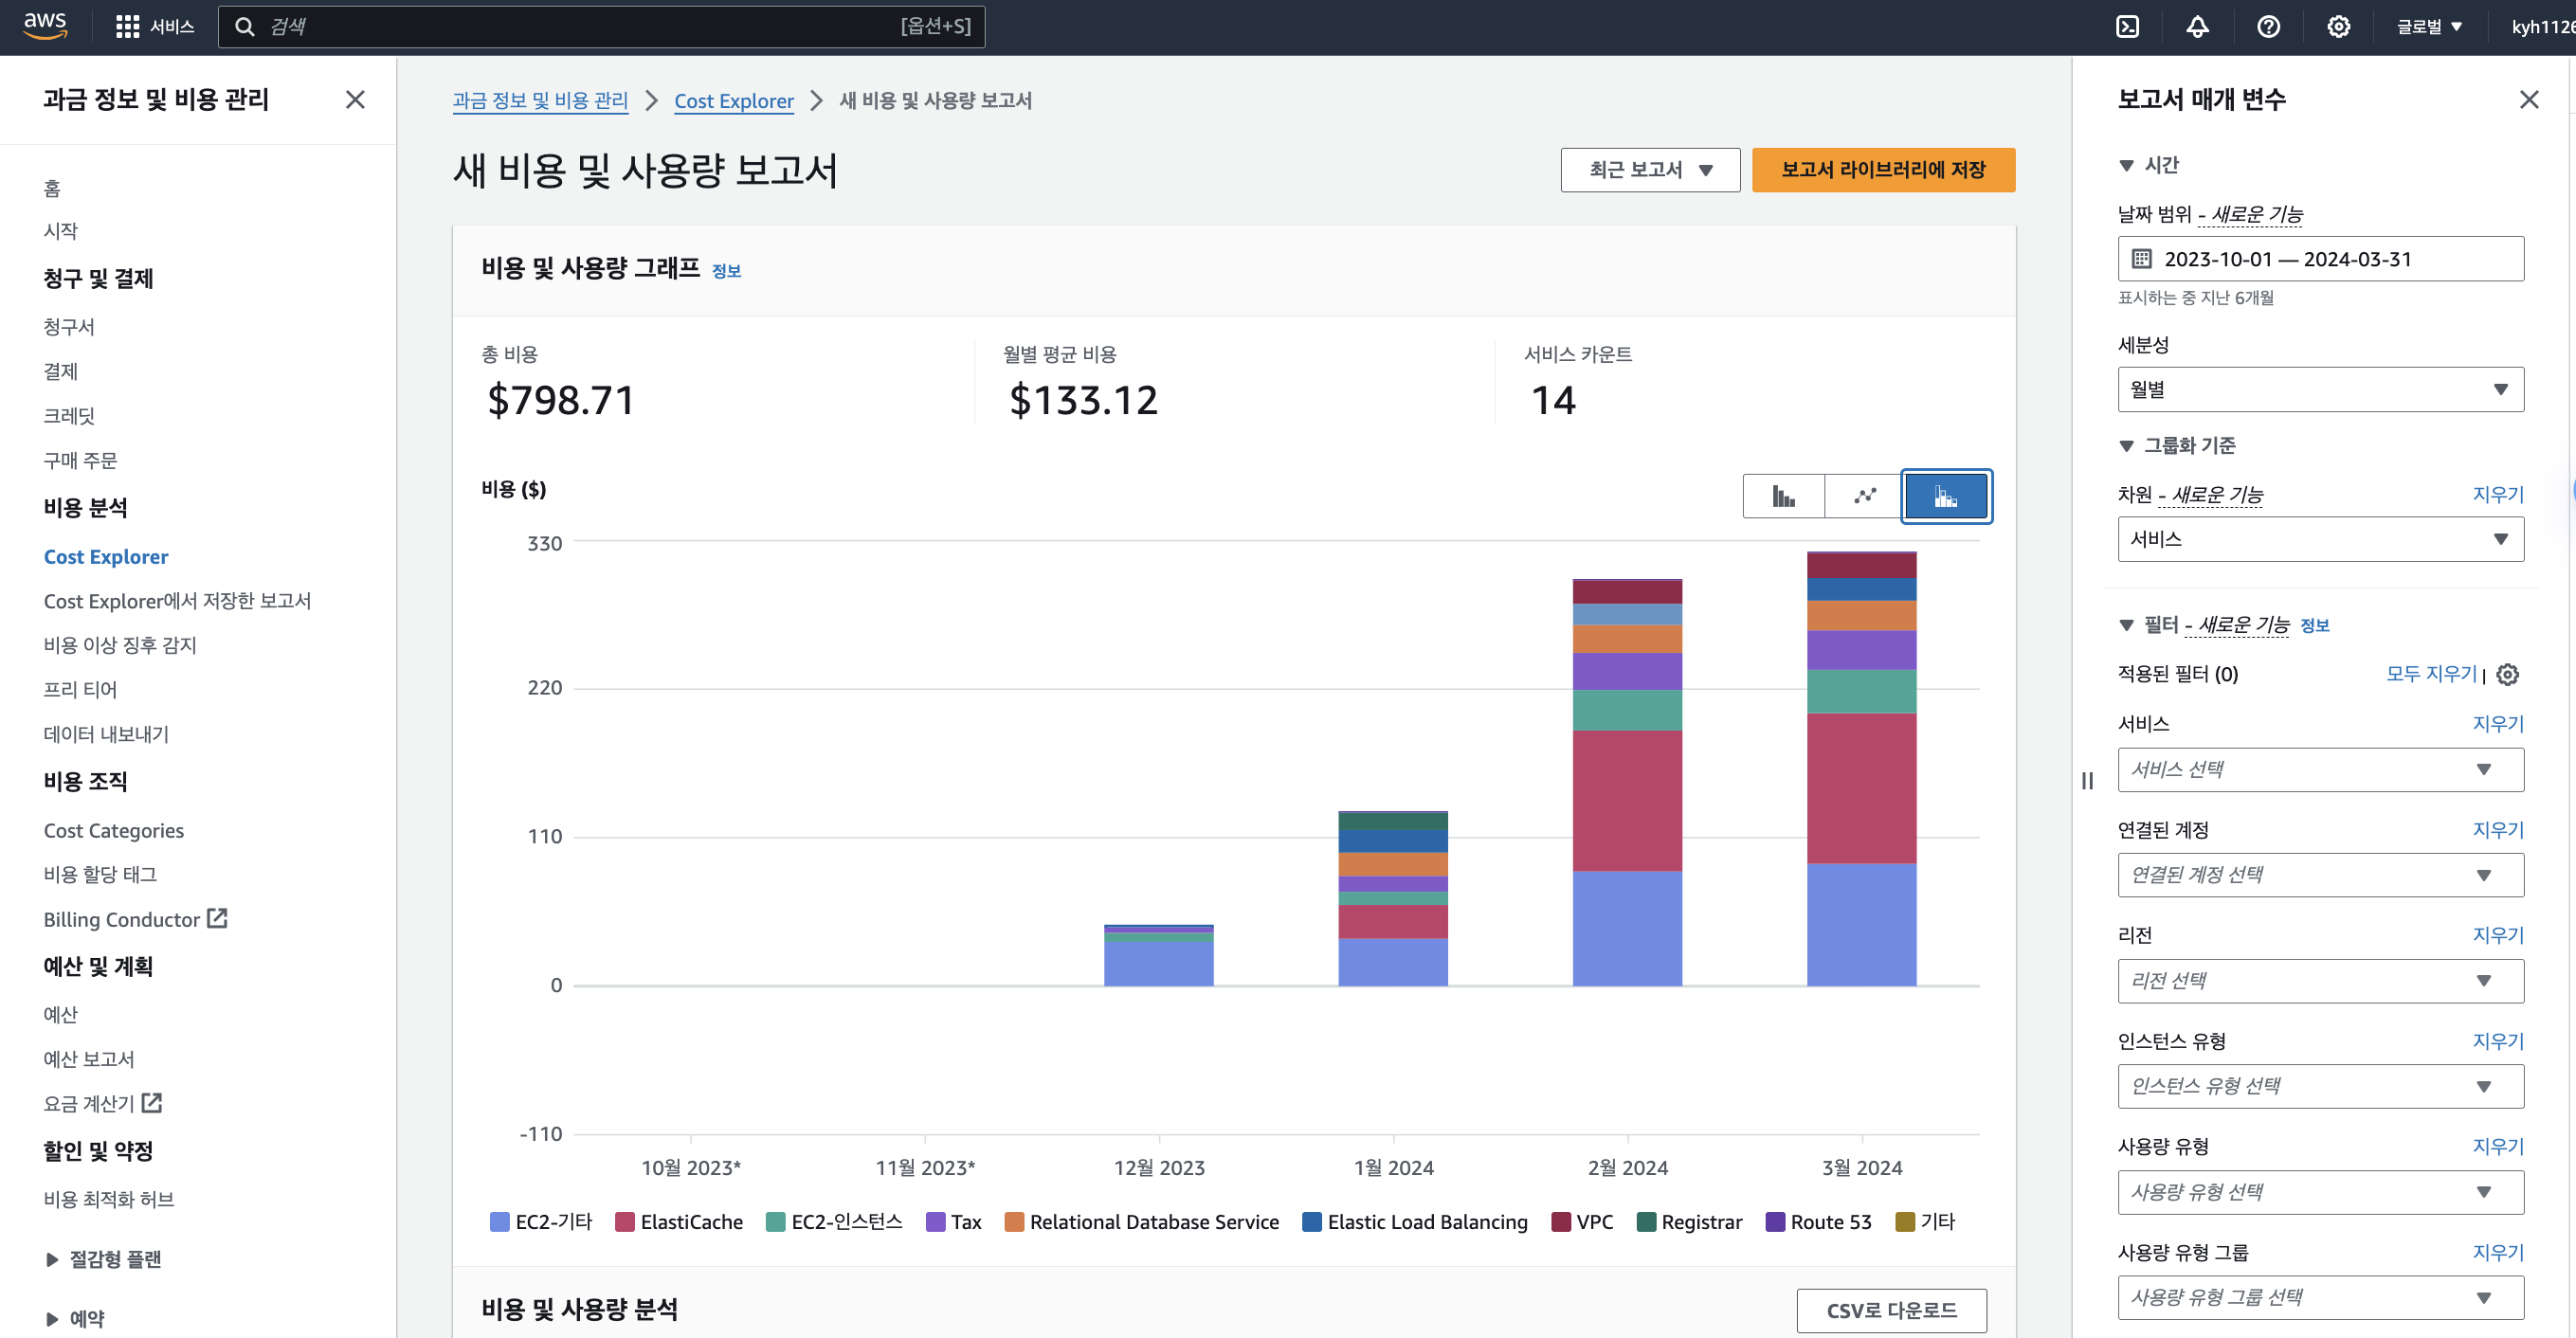 aws
서비스
검색
[옵션+S]
글로벌
kyh1126
과금 정보 및 비용 관리
홈
시작
청구 및 결제
청구서
결제
크레딧
구매 주문
비용 분석
Cost Explorer
Cost Explorer에서 저장한 보고서
비용 이상 징후 감지
프리 티어
데이터 내보내기
비용 조직
Cost Categories
비용 할당 태그
Billing Conductor
예산 및 계획
예산
예산 보고서
요금 계산기
할인 및 약정
비용 최적화 허브
절감형 플랜
예약
과금 정보 및 비용 관리 > Cost Explorer > 새 비용 및 사용량 보고서
새 비용 및 사용량 보고서
최근 보고서
보고서 라이브러리에 저장
비용 및 사용량 그래프 정보
총 비용
$798.71
월별 평균 비용
$133.12
서비스 카운트
14
비용 ($)
330
220
110
0
-110
10월 2023*
11월 2023*
12월 2023
1월 2024
2월 2024
3월 2024
EC2-기타
ElastiCache
EC2-인스턴스
Tax
Relational Database Service
Elastic Load Balancing
VPC
Registrar
Route 53
기타
비용 및 사용량 분석
CSV로 다운로드
보고서 매개 변수
시간
날짜 범위 - 새로운 기능
2023-10-01 — 2024-03-31
표시하는 중 지난 6개월
세분성
월별
그룹화 기준
차원 - 새로운 기능
지우기
서비스
필터 - 새로운 기능 정보
적용된 필터 (0)
모두 지우기 |
서비스
지우기
서비스 선택
연결된 계정
지우기
연결된 계정 선택
리전
지우기
리전 선택
인스턴스 유형
지우기
인스턴스 유형 선택
사용량 유형
지우기
사용량 유형 선택
사용량 유형 그룹
지우기
사용량 유형 그룹 선택